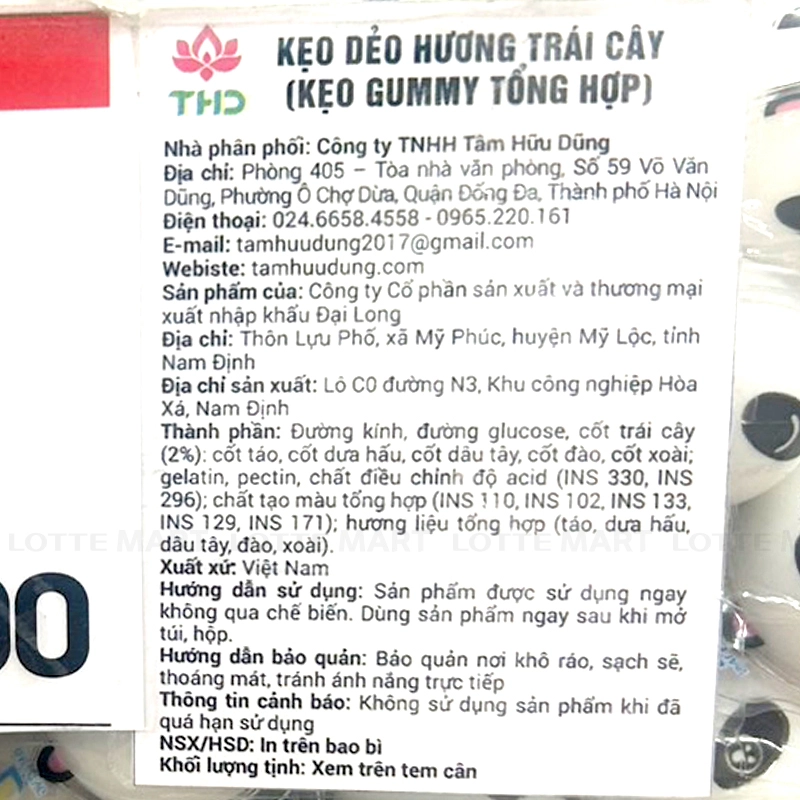 THD
KẸO DẺO HƯƠNG TRÁI CÂY
(KẸO GUMMY TỔNG HỢP)
Nhà phân phối: Công ty TNHH Tâm Hữu Dũng
Địa chỉ: Phòng 405 – Tòa nhà văn phòng, Số 59 Võ Văn
Dũng, Phường Ô Chợ Dừa, Quận Đống Đa, Thành phố Hà Nội
Điện thoại: 024.6658.4558 - 0965.220.161
E-mail: tamhuudung2017@gmail.com
Webiste: tamhuudung.com
Sản phẩm của: Công ty Cổ phần sản xuất và thương mại
xuất nhập khẩu Đại Long
Địa chỉ: Thôn Lựu Phố, xã Mỹ Phúc, huyện Mỹ Lộc, tỉnh
Nam Định
Địa chỉ sản xuất: Lô C0 đường N3, Khu công nghiệp Hòa
Xá, Nam Định
Thành phần: Đường kính, đường glucose, cốt trái cây
(2%): cốt táo, cốt dưa hấu, cốt dâu tây, cốt đào, cốt xoài;
gelatin, pectin, chất điều chỉnh độ acid (INS 330, INS
296); chất tạo màu tổng hợp (INS 110, INS 102, INS 133,
INS 129, INS 171); hương liệu tổng hợp (táo, dưa hấu,
dâu tây, đào, xoài).
LOTTE MART LOTTE MART LOTTE MART LOTTE
Xuất xứ: Việt Nam
Hướng dẫn sử dụng: Sản phẩm được sử dụng ngay
không qua chế biến. Dùng sản phẩm ngay sau khi mở
túi, hộp.
00
Hướng dẫn bảo quản: Bảo quản nơi khô ráo, sạch sẽ,
thoáng mát, tránh ánh nắng trực tiếp
Thông tin cảnh báo: Không sử dụng sản phẩm khi đã
quá hạn sử dụng
NSX/HSD: In trên bao bì
Khối lượng tịnh: Xem trên tem cân